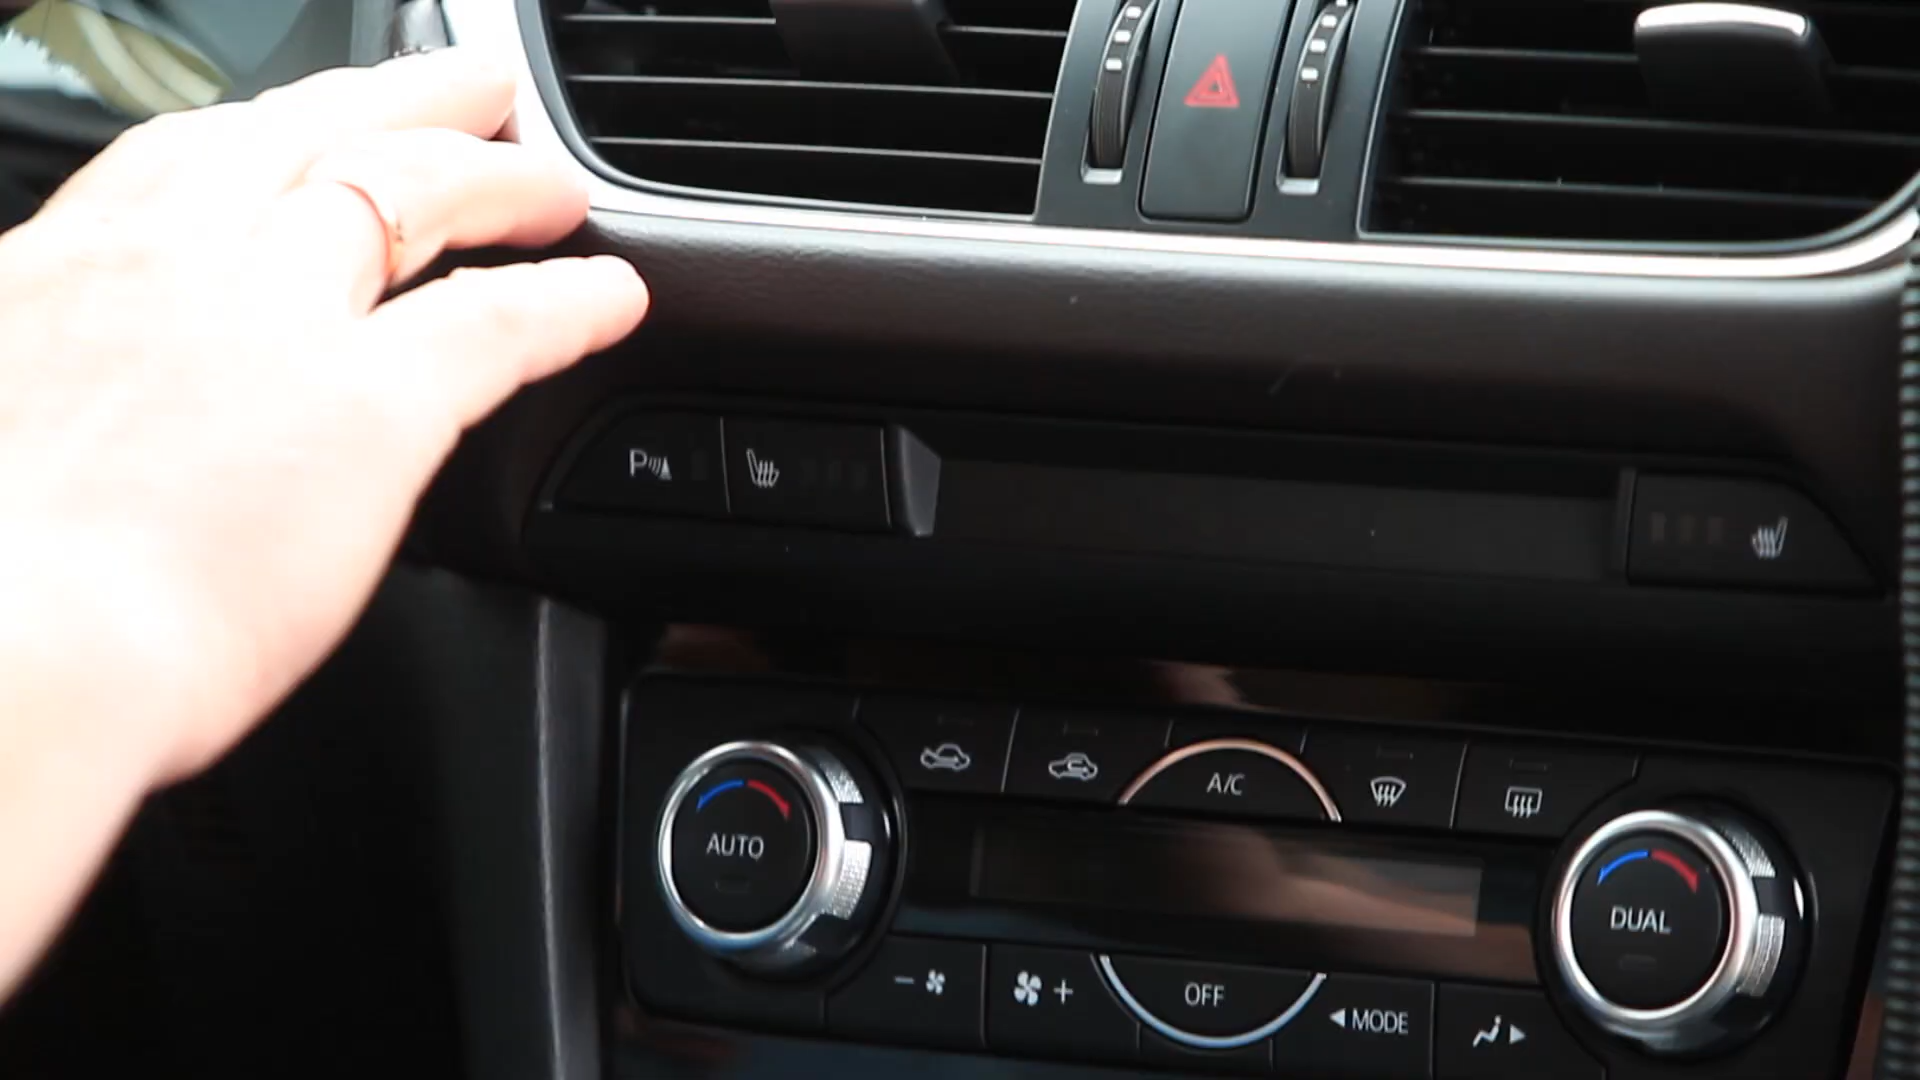 P
A/C
AUTO
DUAL
- +
OFF
◀ MODE
▶